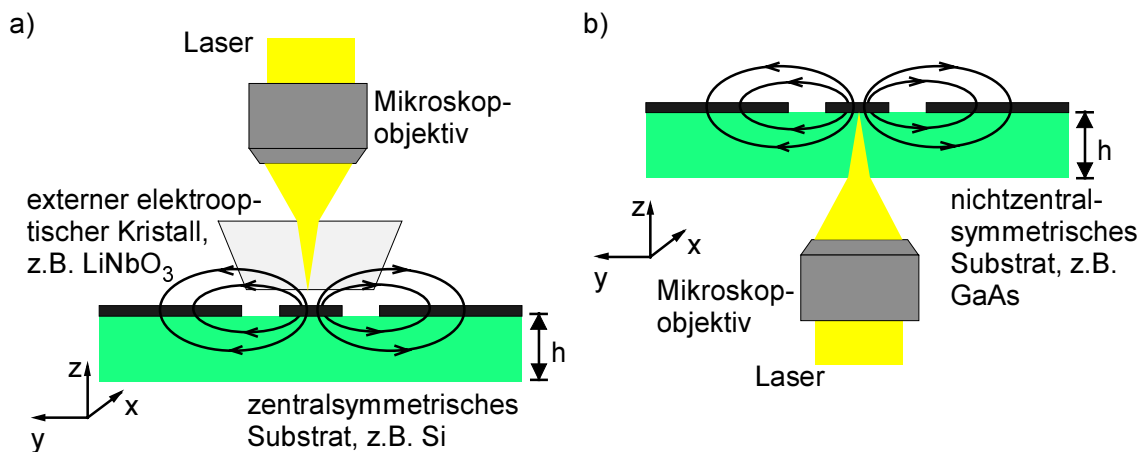 a)
Laser
Mikroskop-
objektiv
externer elektroop-
tischer Kristall,
z.B. LiNbO3
h
z
x
y
zentralsymmetrisches
Substrat, z.B. Si
b)
h
z
x
y
nichtzentral-
symmetrisches
Substrat, z.B.
GaAs
Mikroskop-
objektiv
Laser